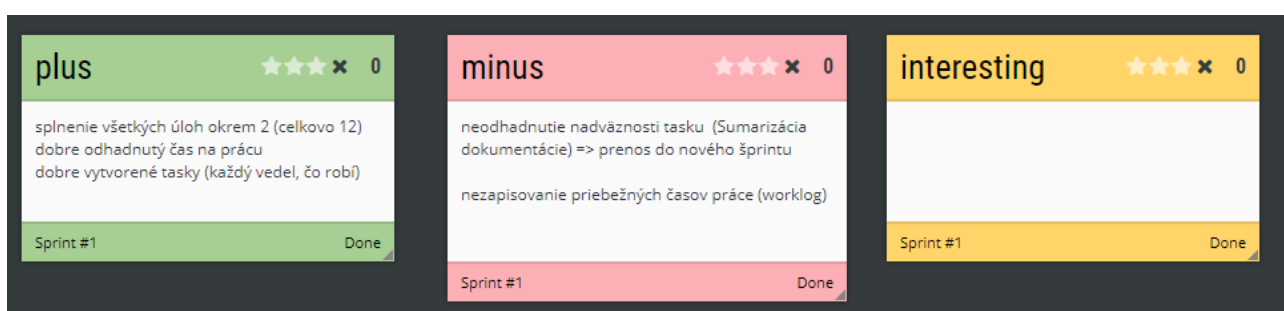 plus 0
splnenie všetkých úloh okrem 2 (celkovo 12)
dobre odhadnutý čas na prácu
dobre vytvorené tasky (každý vedel, čo robí)
Sprint #1 Done
minus 0
neodhadnutie nadväznosti tasku (Sumarizácia
dokumentácie) => prenos do nového šprintu
nezapisovanie priebežných časov práce (worklog)
Sprint #1 Done
interesting 0
Sprint #1 Done